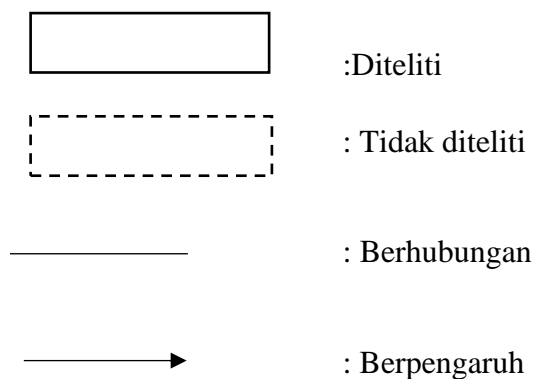 :Diteliti
: Tidak diteliti
: Berhubungan
: Berpengaruh